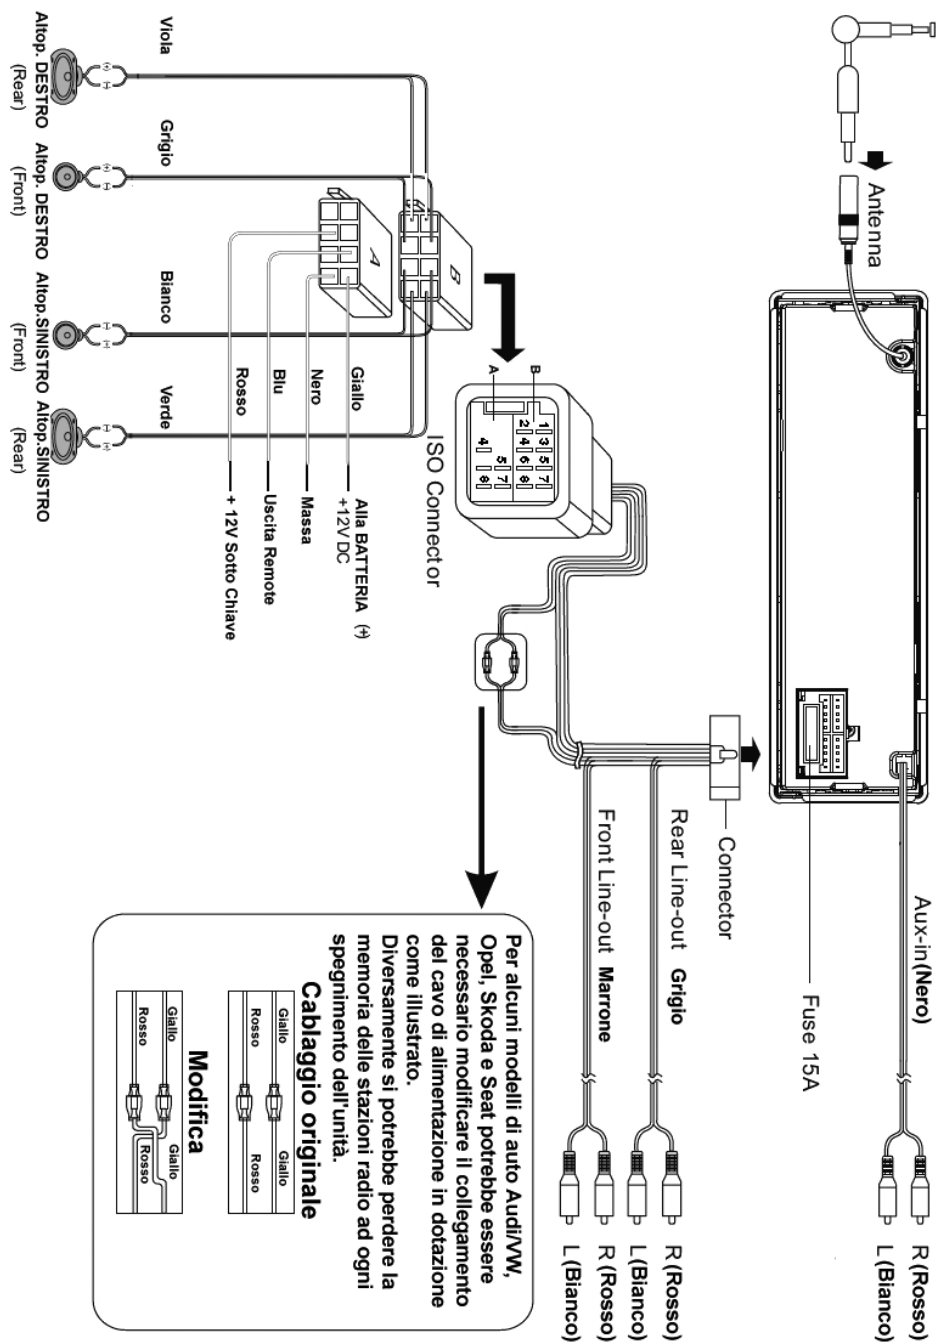 Antenna
Aux-in (Nero)
R (Rosso)
L (Bianco)
Fuse 15A
Connector
Rear Line-out Grigio
R (Rosso)
L (Bianco)
Front Line-out Marrone
R (Rosso)
L (Bianco)
B
A
1 3 5 7
2 4 6 8
5 7
4 8
ISO Connector
B
A
Giallo
Alla BATTERIA (+)
+12V DC
Nero
Massa
Blu
Uscita Remote
Rosso
+ 12V Sotto Chiave
Viola
Grigio
Bianco
Verde
(+) (-)
(+) (-)
(+) (-)
(+) (-)
Altop. DESTRO
(Rear)
Altop. DESTRO
(Front)
Altop.SINISTRO
(Front)
Altop.SINISTRO
(Rear)
Per alcuni modelli di auto Audi/VW,
Opel, Skoda e Seat potrebbe essere
necessario modificare il collegamento
del cavo di alimentazione in dotazione
come illustrato.
Diversamente si potrebbe perdere la
memoria delle stazioni radio ad ogni
spegnimento dell'unità.
Cablaggio originale
Giallo Giallo
Rosso Rosso
Modifica
Giallo Giallo
Rosso Rosso